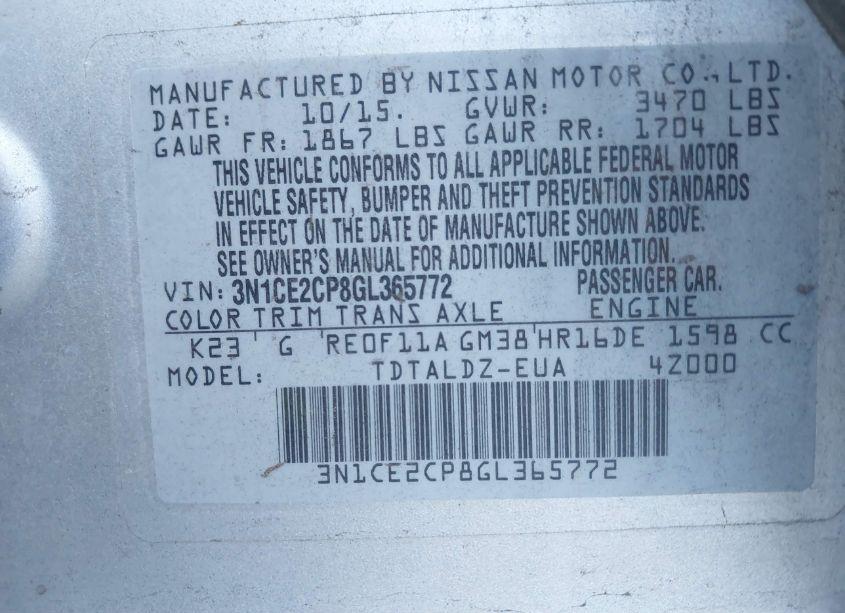 MANUFACTURED BY NISSAN MOTOR CO.,LTD.
DATE: 10/15. GVWR: 3470 LBS
GAWR FR: 1867 LBS GAWR RR: 1704 LBS
THIS VEHICLE CONFORMS TO ALL APPLICABLE FEDERAL MOTOR
VEHICLE SAFETY, BUMPER AND THEFT PREVENTION STANDARDS
IN EFFECT ON THE DATE OF MANUFACTURE SHOWN ABOVE.
SEE OWNER'S MANUAL FOR ADDITIONAL INFORMATION.
VIN: 3N1CE2CP8GL365772 PASSENGER CAR.
COLOR TRIM TRANS AXLE ENGINE
K23 'G 'RE0F11A GM38'HR16DE 1598 CC
MODEL: TDTALDZ-EUA 4Z000
3N1CE2CP8GL365772